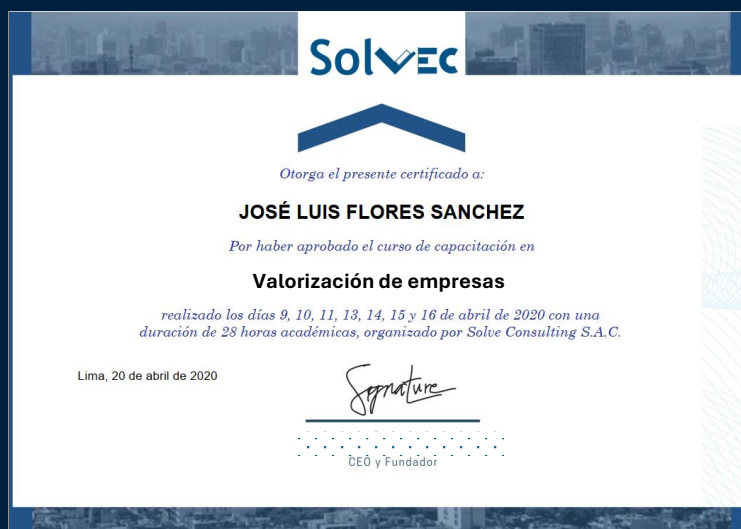 Solvec
Otorga el presente certificado a:
JOSÉ LUIS FLORES SANCHEZ
Por haber aprobado el curso de capacitación en
Valorización de empresas
realizado los días 9, 10, 11, 13, 14, 15 y 16 de abril de 2020 con una
duración de 28 horas académicas, organizado por Solve Consulting S.A.C.
Lima, 20 de abril de 2020
Signature
CEO y Fundador